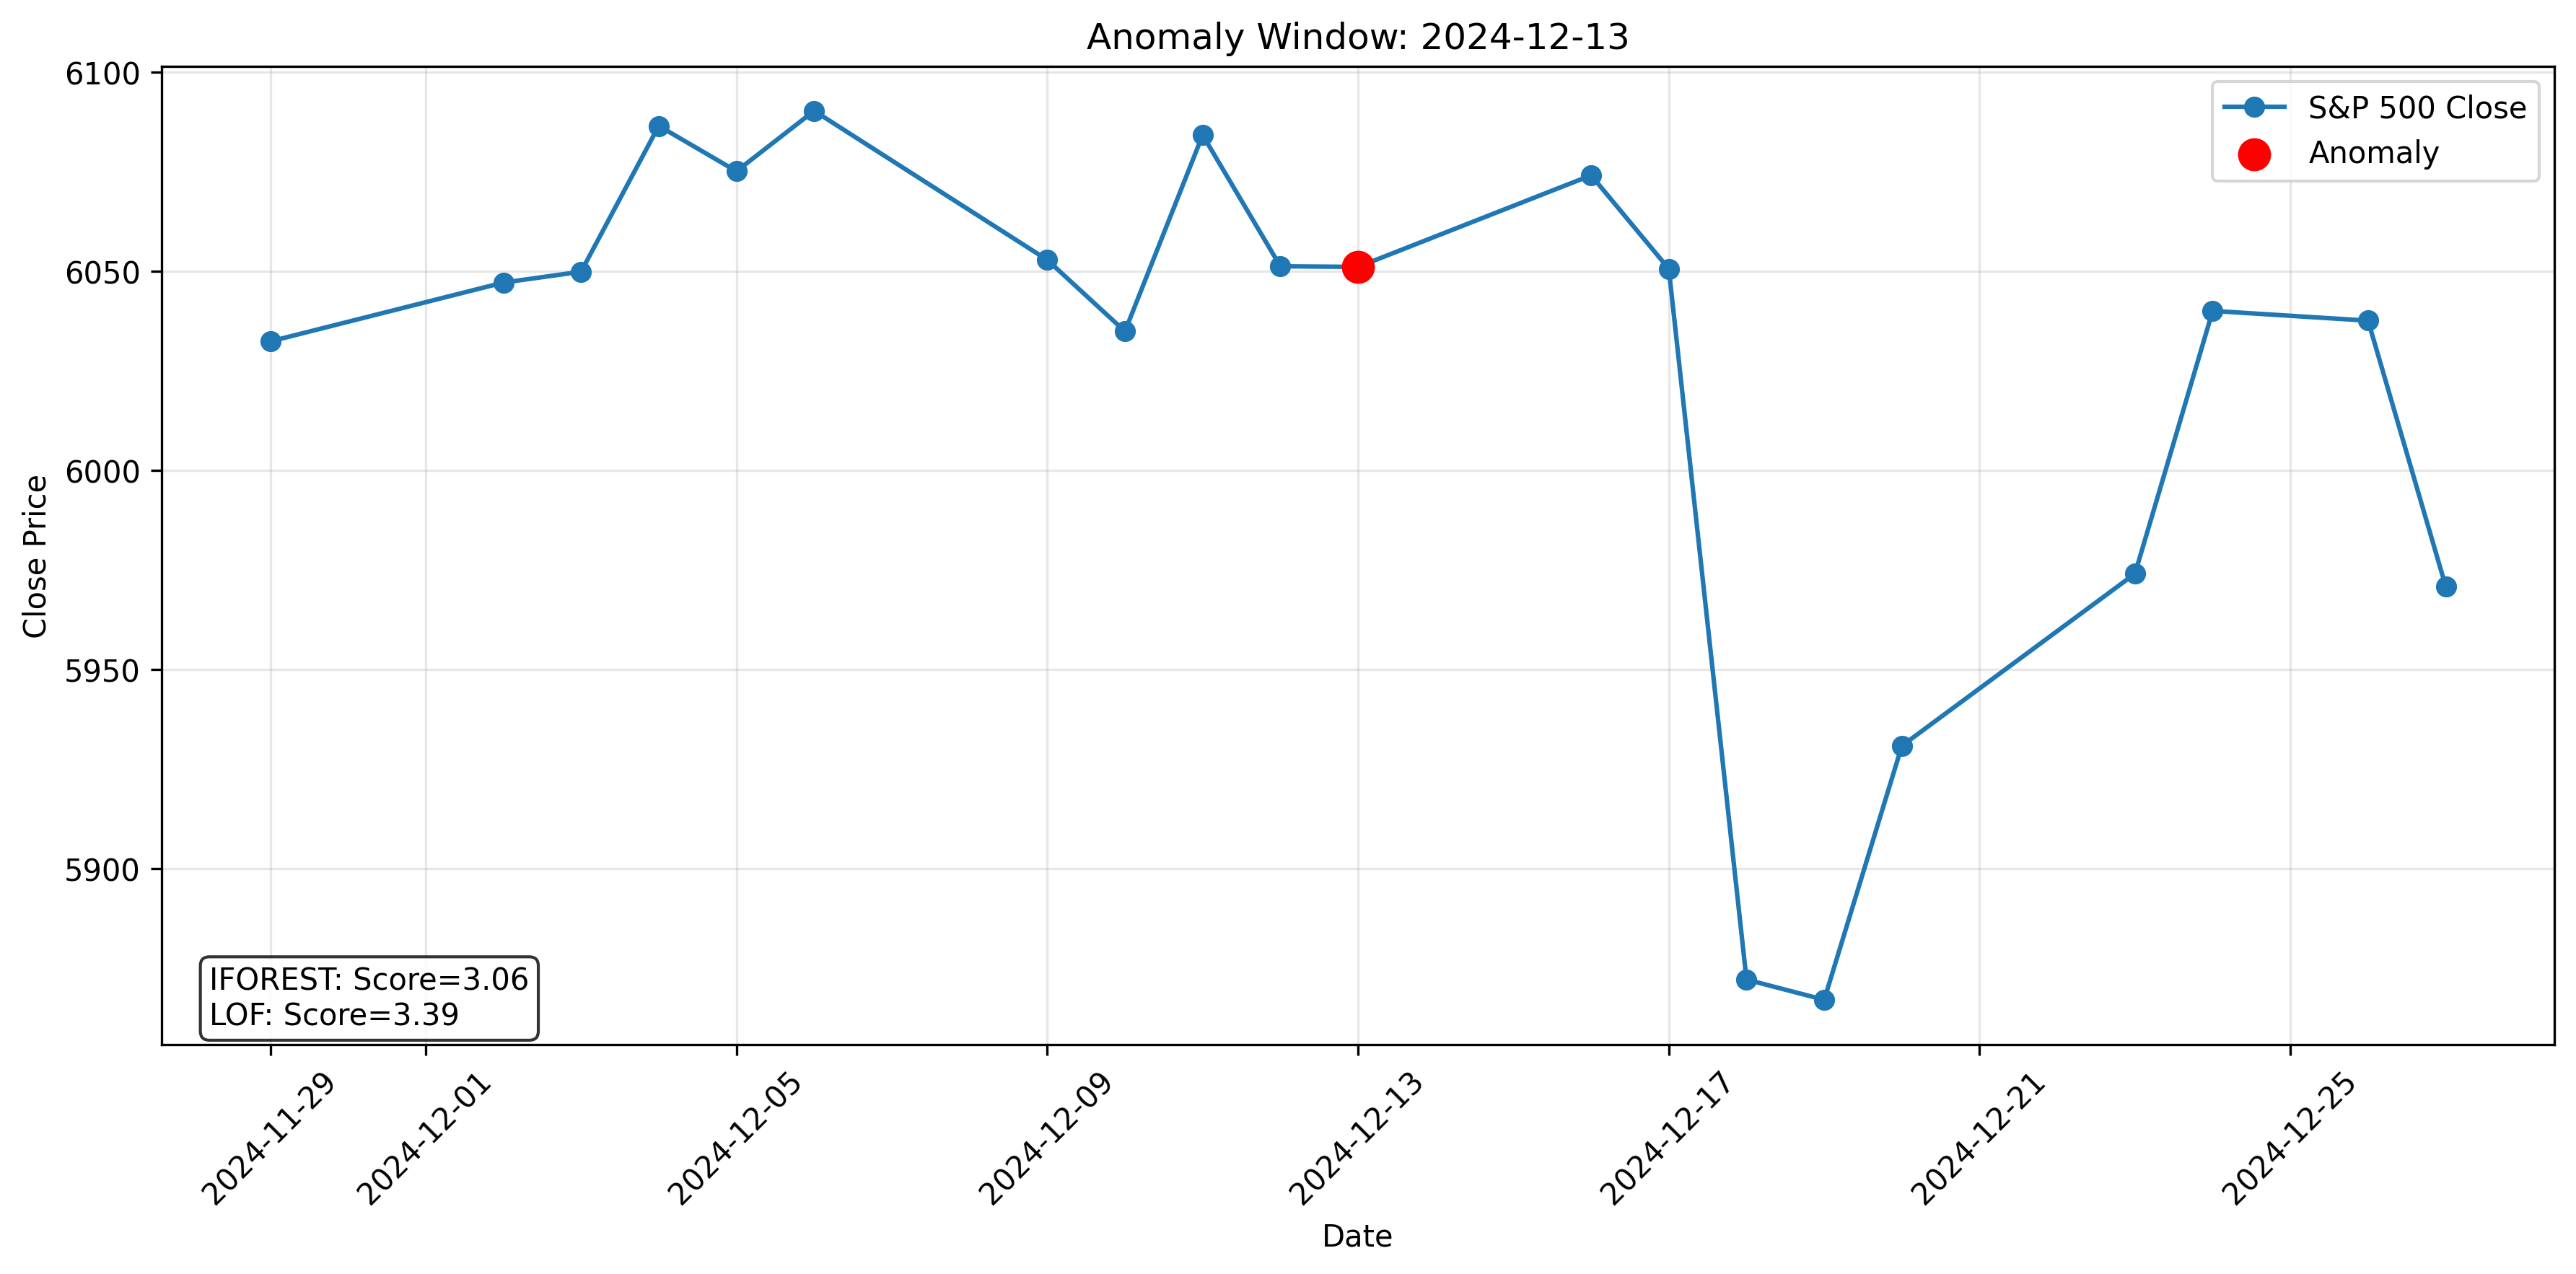 Anomaly Window: 2024-12-13
S&P 500 Close
Anomaly
Close Price
6100
6050
6000
5950
5900
IFOREST: Score=3.06
LOF: Score=3.39
2024-11-29
2024-12-01
2024-12-05
2024-12-09
2024-12-13
2024-12-17
2024-12-21
2024-12-25
Date